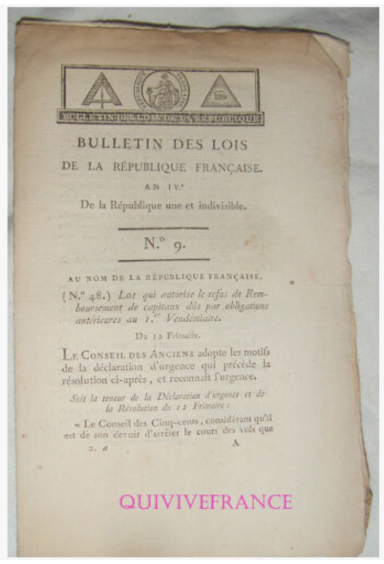 BULLETIN DES LOIS DE LA RÉPUBLIQUE
BULLETIN DES LOIS
DE LA RÉPUBLIQUE FRANÇAISE.
AN IV.e
De la République une et indivisible.
N.o 9.
AU NOM DE LA RÉPUBLIQUE FRANÇAISE.
(N.o 48.) LOI qui autorise le refus de Rem-
boursement de capitaux dûs par obligations
antérieures au 1.er Vendémiaire.
Du 12 Frimaire.
LE CONSEIL DES ANCIENS adopte les motifs
de la déclaration d'urgence qui précède la
résolution ci-après, et reconnaît l'urgence.
Suit la teneur de la Déclaration d'urgence et de
la Résolution du 12 Frimaire:
« Le Conseil des Cinq-cents, considérant qu'il
est de son devoir d'arrêter le cours des vols que
2. A
QUIVIVEFRANCE